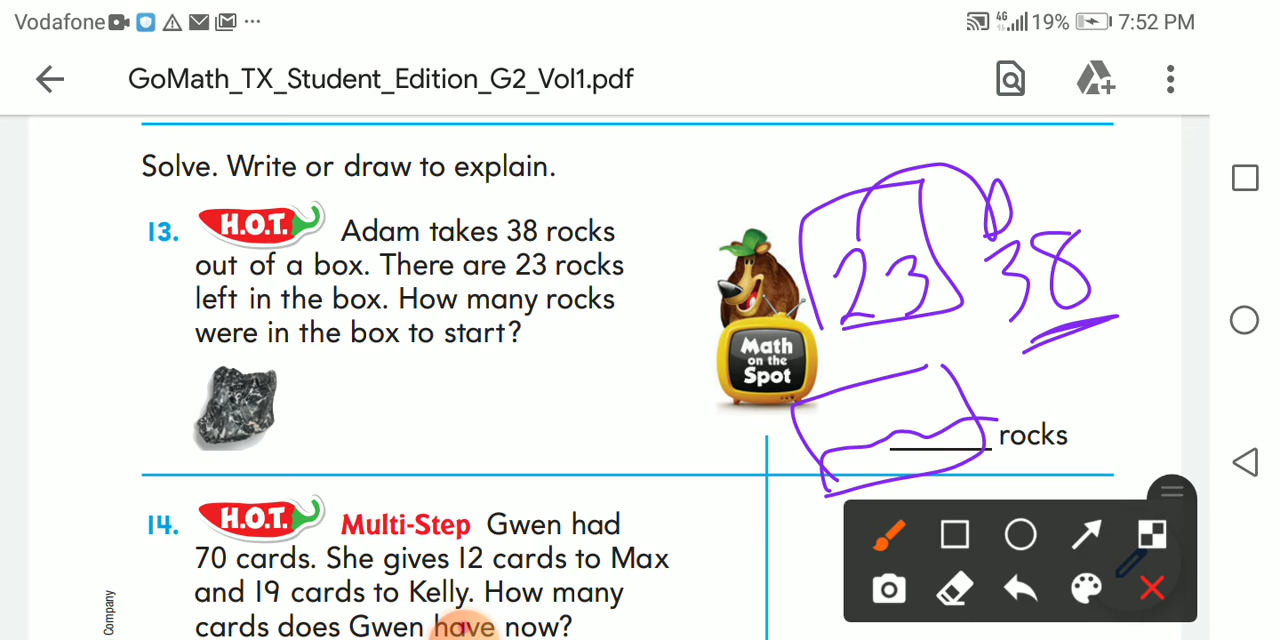 Vodafone ... 4G 19% 7:52 PM
GoMath_TX_Student_Edition_G2_Vol1.pdf
Solve. Write or draw to explain.
13. H.O.T. Adam takes 38 rocks
out of a box. There are 23 rocks
left in the box. How many rocks
were in the box to start?
23 38
Math
on the
Spot
rocks
14. H.O.T. Multi-Step Gwen had
70 cards. She gives 12 cards to Max
and 19 cards to Kelly. How many
cards does Gwen have now?
Company